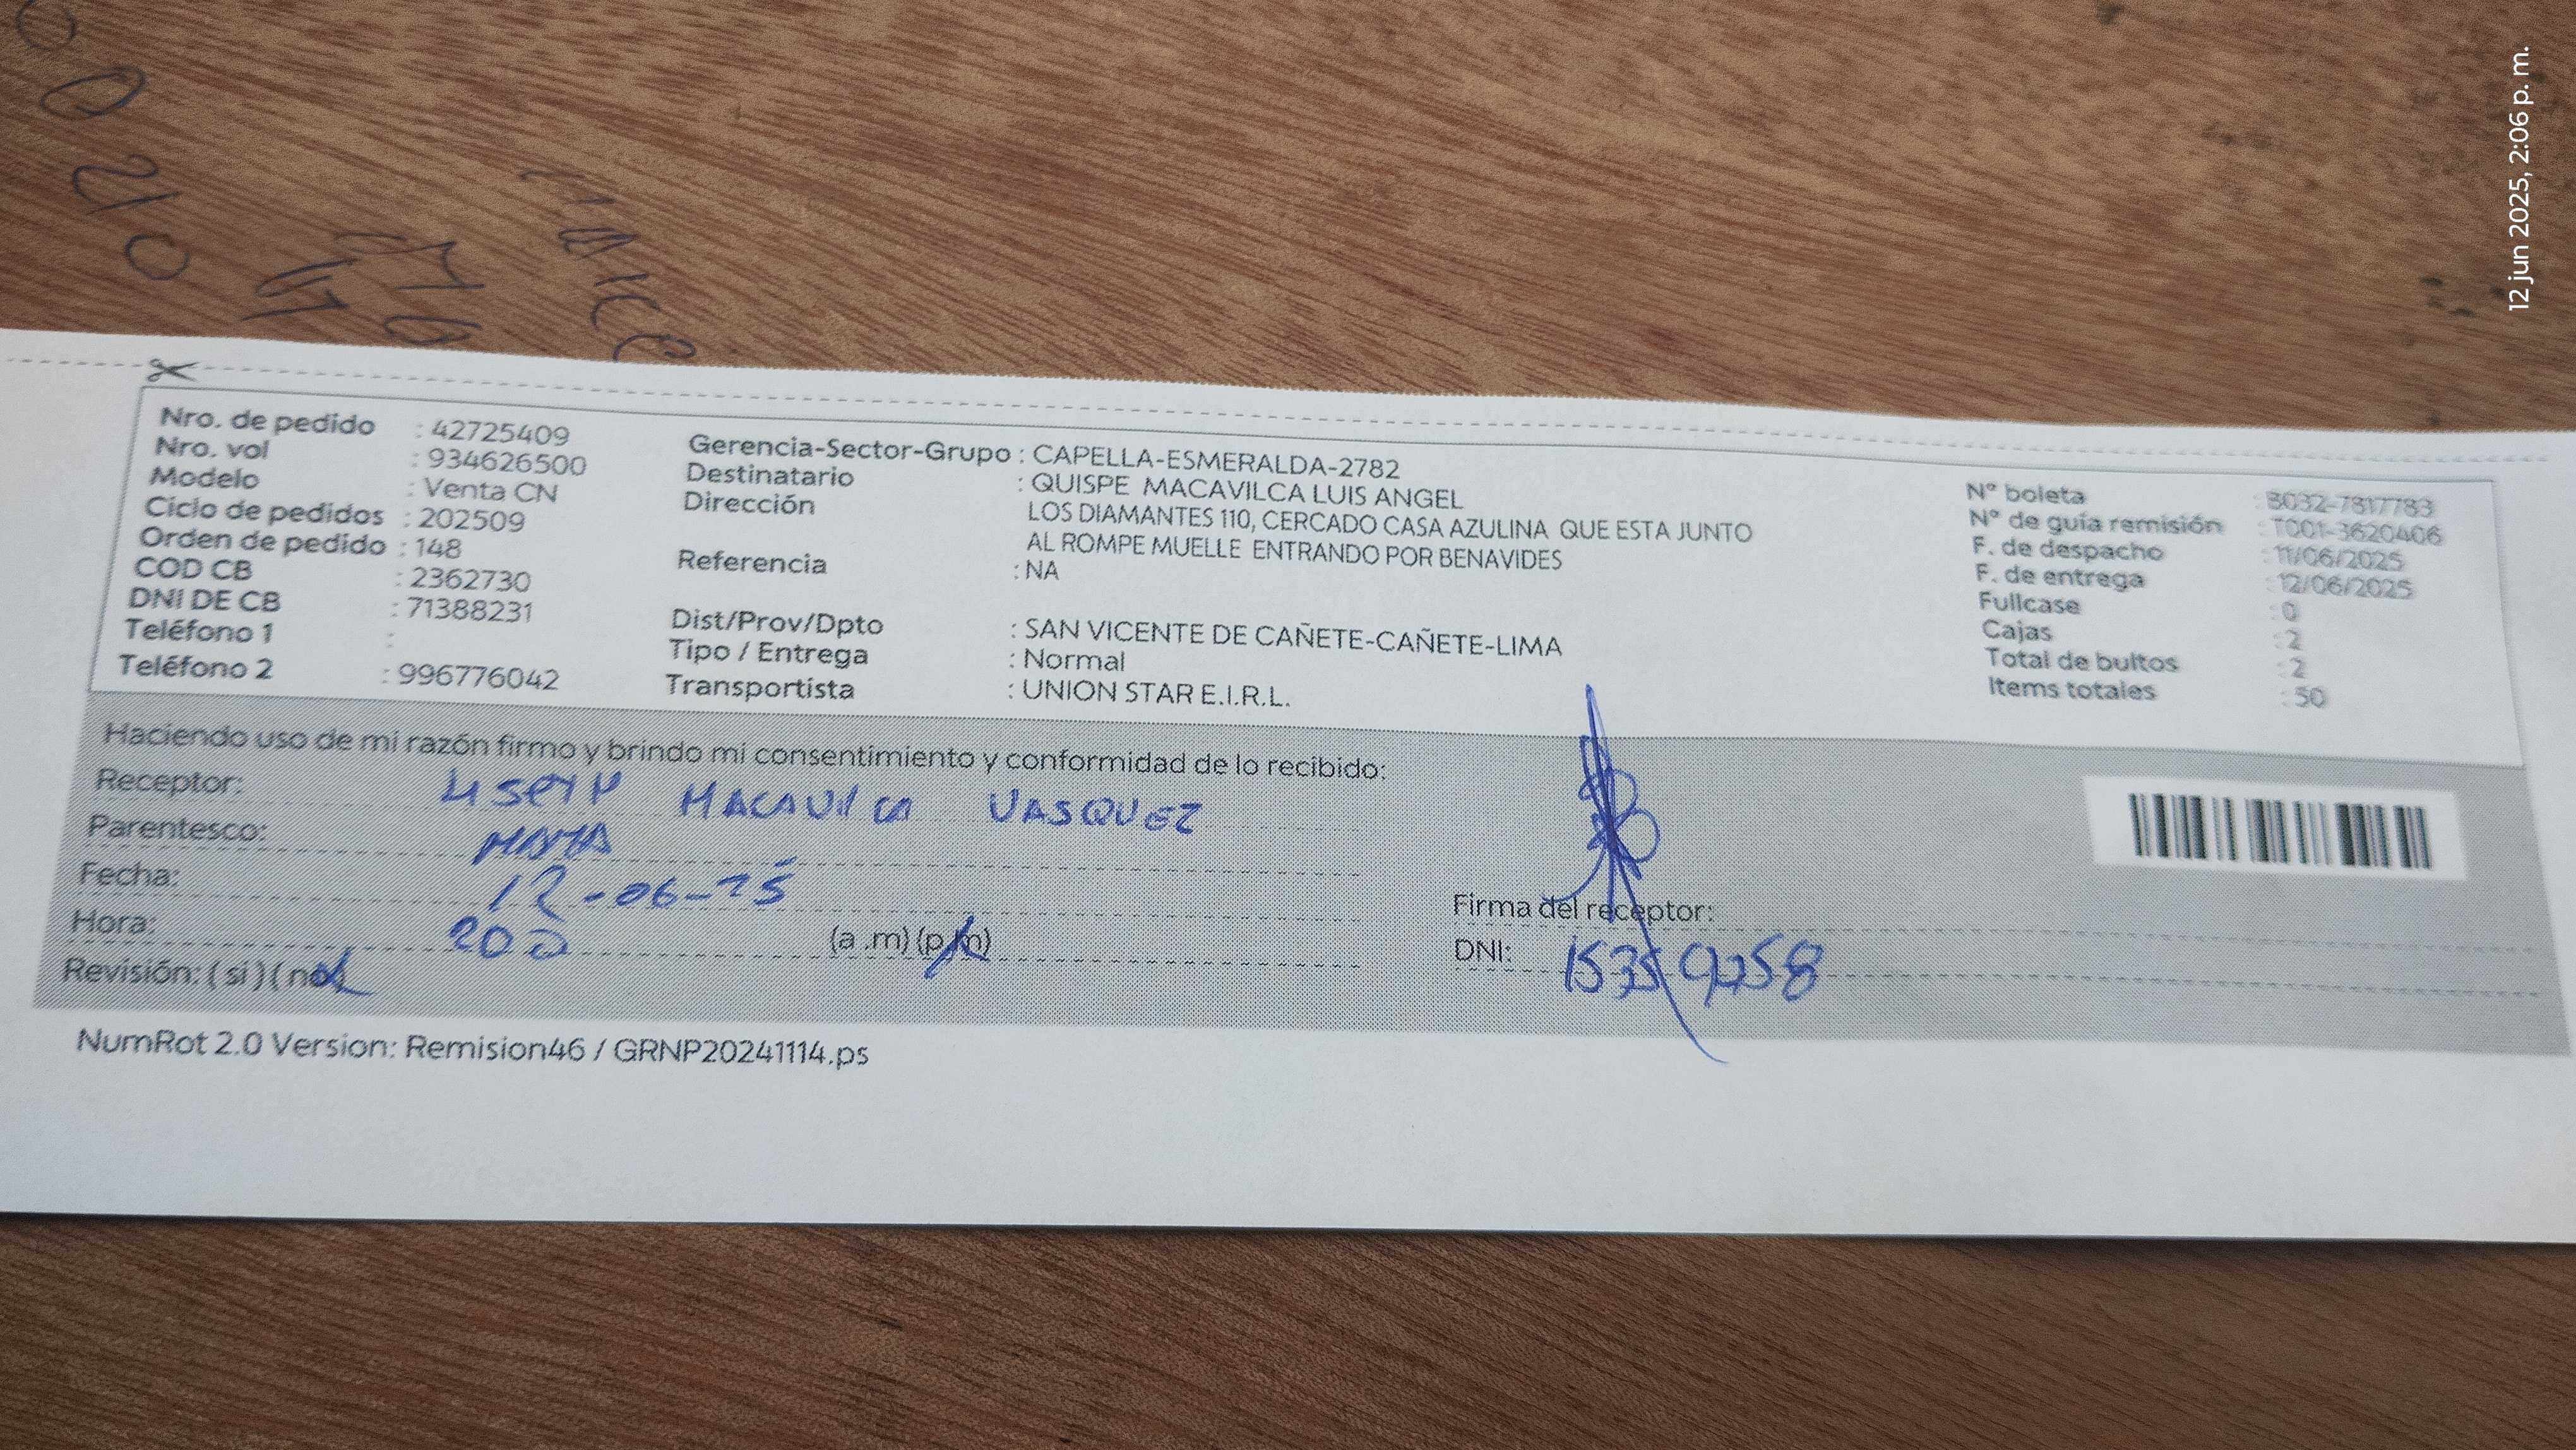 12 jun 2025, 2:06 p. m.
Nro. de pedido : 42725409
Nro. vol : 934626500
Modelo : Venta CN
Ciclo de pedidos : 202509
Orden de pedido : 148
COD CB : 2362730
DNI DE CB : 71388231
Teléfono 1 :
Teléfono 2 : 996776042
Gerencia-Sector-Grupo : CAPELLA-ESMERALDA-2782
Destinatario : QUISPE MACAVILCA LUIS ANGEL
Dirección LOS DIAMANTES 110, CERCADO CASA AZULINA QUE ESTA JUNTO
AL ROMPE MUELLE ENTRANDO POR BENAVIDES
Referencia : NA
Dist/Prov/Dpto : SAN VICENTE DE CAÑETE-CAÑETE-LIMA
Tipo / Entrega : Normal
Transportista : UNION STAR E.I.R.L.
N° boleta : B032-7817783
N° de guía remisión : T001-3620406
F. de despacho : 11/06/2025
F. de entrega : 12/06/2025
Fullcase : 0
Cajas : 2
Total de bultos : 2
Items totales : 50
Haciendo uso de mi razón firmo y brindo mi consentimiento y conformidad de lo recibido:
Receptor: MACAVILCA VASQUEZ
Parentesco:
Fecha: 12-06-25
Hora: 200 (a .m) (p.m)
Revisión: ( si ) ( no )
Firma del receptor:
DNI:
NumRot 2.0 Version: Remision46 / GRNP20241114.ps